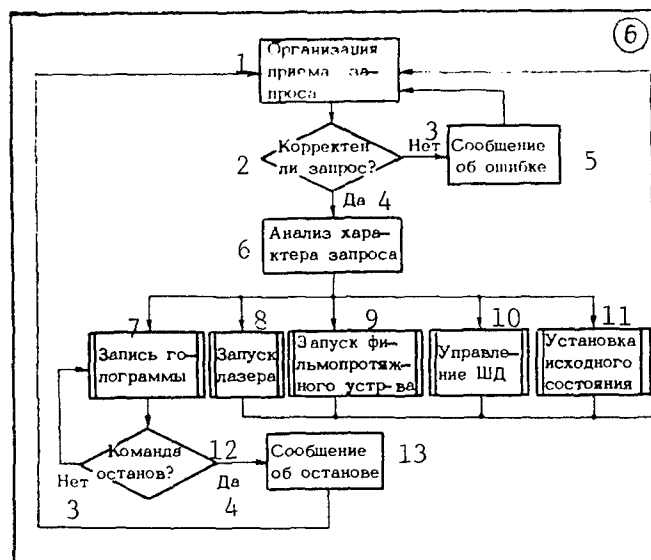 6
1
Организация
приема за-
проса
2
Корректен
ли запрос?
Нет
3
Сообщение
об ошибке
5
Да
4
6
Анализ харак-
тера запроса
7
Запись го-
лограммы
8
Запуск
лазера
9
Запуск фи-
льмопротяж-
ного устр-ва
10
Управле-
ние ШД
11
Установка
исходного
состояния
Команда
останов?
12
Сообщение
об останове
13
Нет
3
Да
4